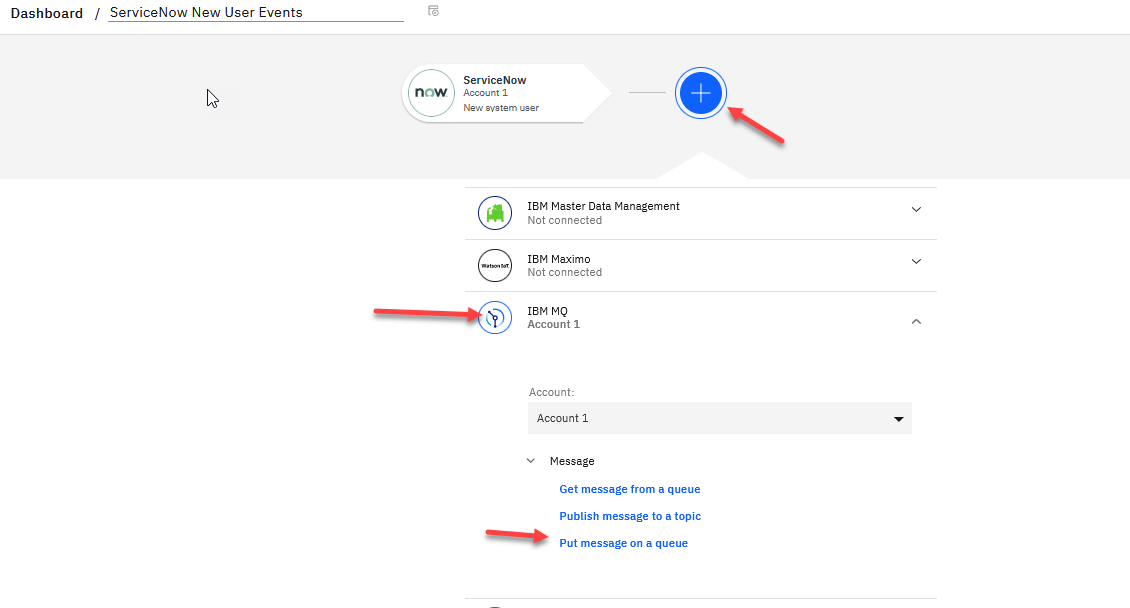 Dashboard / ServiceNow New User Events
now.
ServiceNow
Account 1
New system user
IBM Master Data Management
Not connected
Watson IoT
IBM Maximo
Not connected
IBM MQ
Account 1
Account:
Account 1
Message
Get message from a queue
Publish message to a topic
Put message on a queue